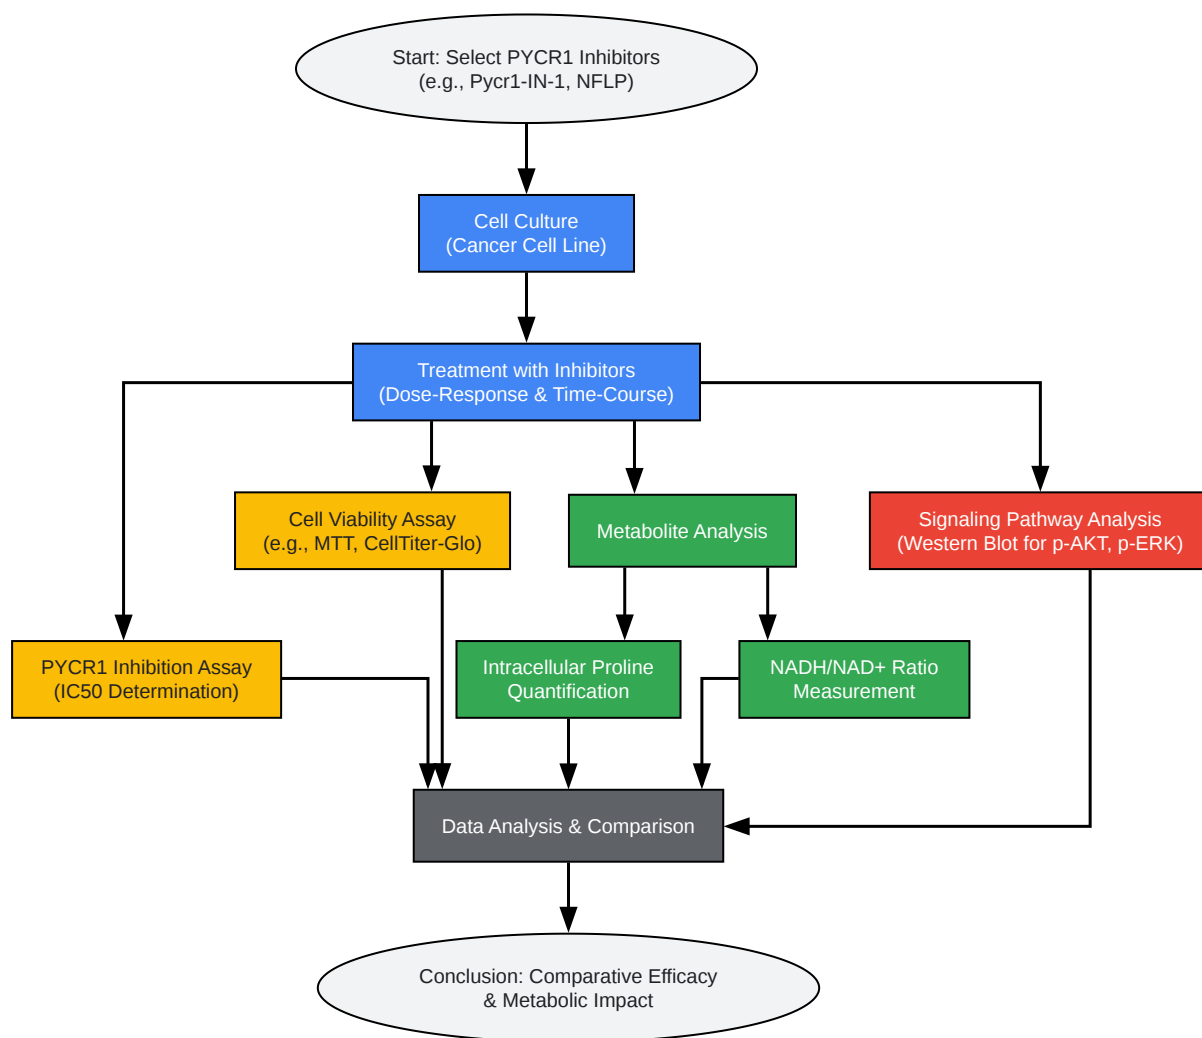 Start: Select PYCR1 Inhibitors
(e.g., Pycr1-IN-1, NFLP)
Cell Culture
(Cancer Cell Line)
Treatment with Inhibitors
(Dose-Response & Time-Course)
Cell Viability Assay
(e.g., MTT, CellTiter-Glo)
Metabolite Analysis
Signaling Pathway Analysis
(Western Blot for p-AKT, p-ERK)
PYCR1 Inhibition Assay
(IC50 Determination)
Intracellular Proline
Quantification
NADH/NAD+ Ratio
Measurement
Data Analysis & Comparison
Conclusion: Comparative Efficacy
& Metabolic Impact